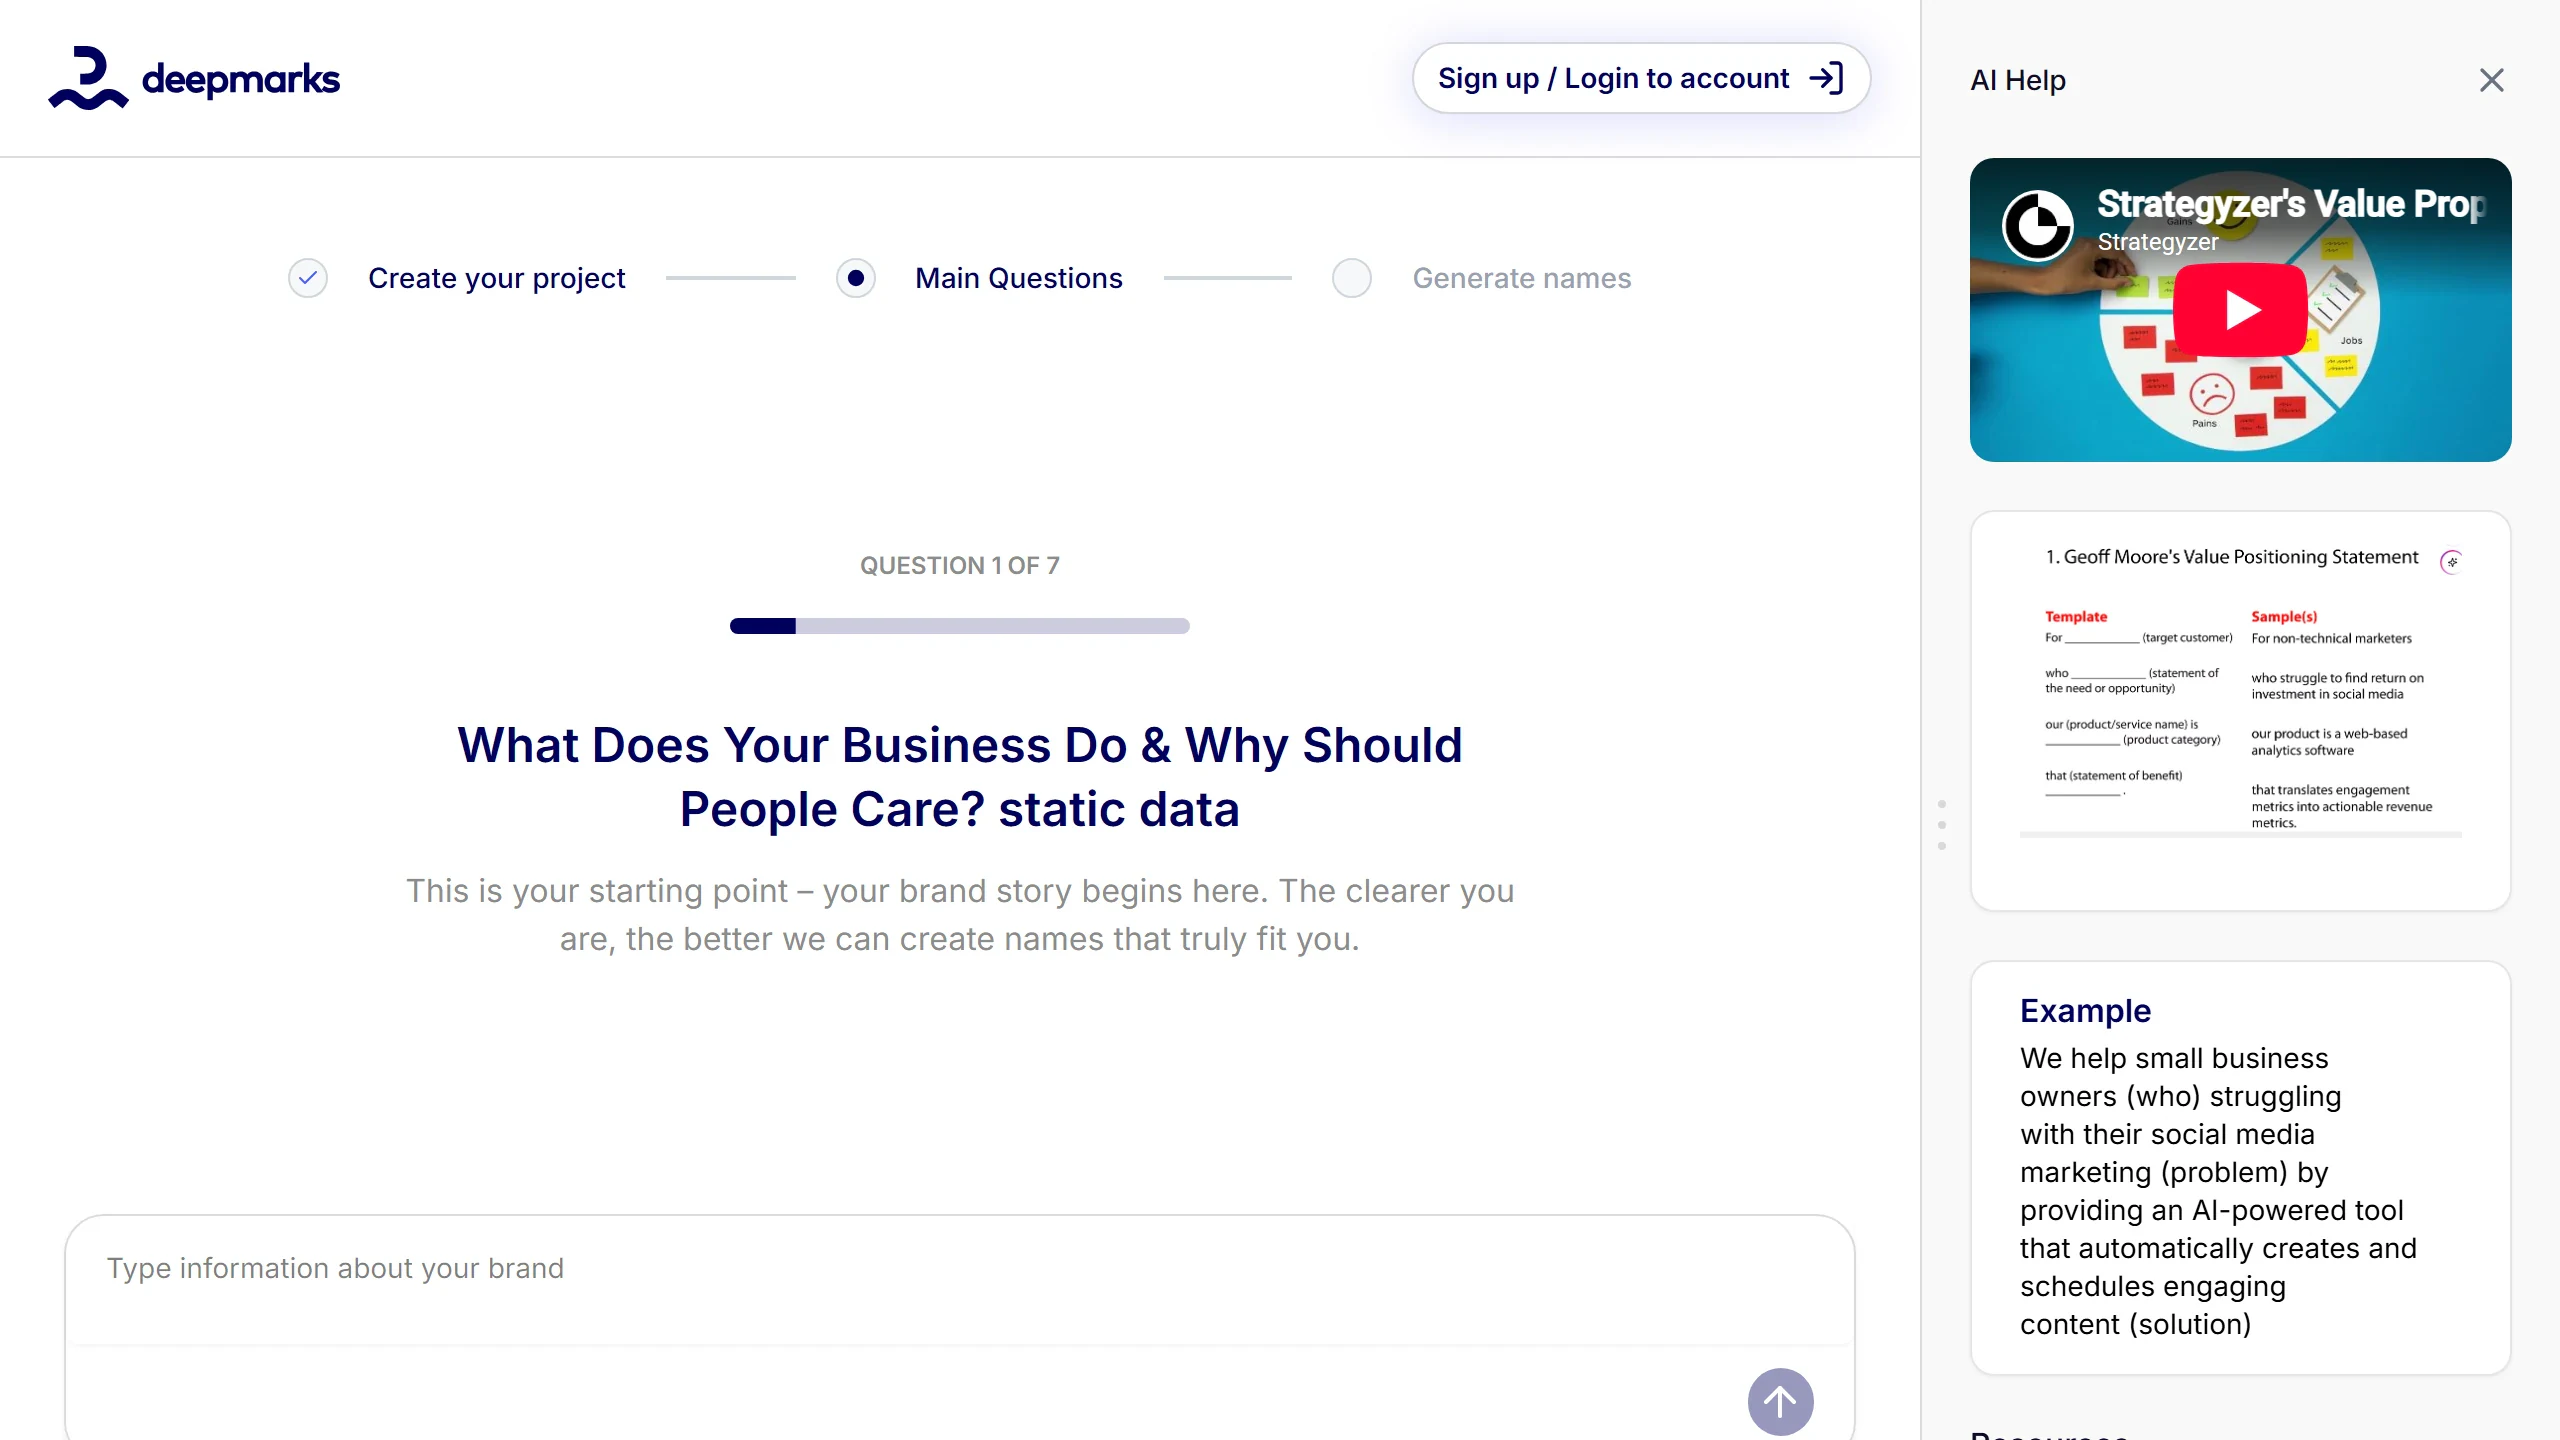 deepmarks
Sign up / Login to account
Create your project
Main Questions
Generate names
QUESTION 1 OF 7
What Does Your Business Do & Why Should
People Care? static data
This is your starting point – your brand story begins here. The clearer you
are, the better we can create names that truly fit you.
Type information about your brand
AI Help
Strategyzer's Value Prop
Strategyzer
Gains
Jobs
Pains
1. Geoff Moore's Value Positioning Statement
Template
For ____________ (target customer)
who ____________ (statement of
the need or opportunity)
our (product/service name) is
____________ (product category)
that (statement of benefit)
____________ .
Sample(s)
For non-technical marketers
who struggle to find return on
investment in social media
our product is a web-based
analytics software
that translates engagement
metrics into actionable revenue
metrics.
Example
We help small business
owners (who) struggling
with their social media
marketing (problem) by
providing an AI-powered tool
that automatically creates and
schedules engaging
content (solution)
Resources